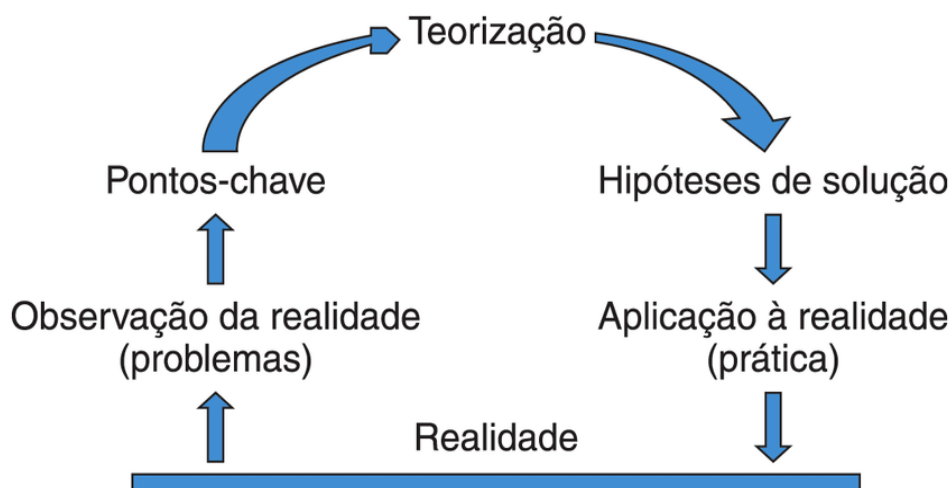 Teorização
Pontos-chave
Hipóteses de solução
Observação da realidade
(problemas)
Aplicação à realidade
(prática)
Realidade